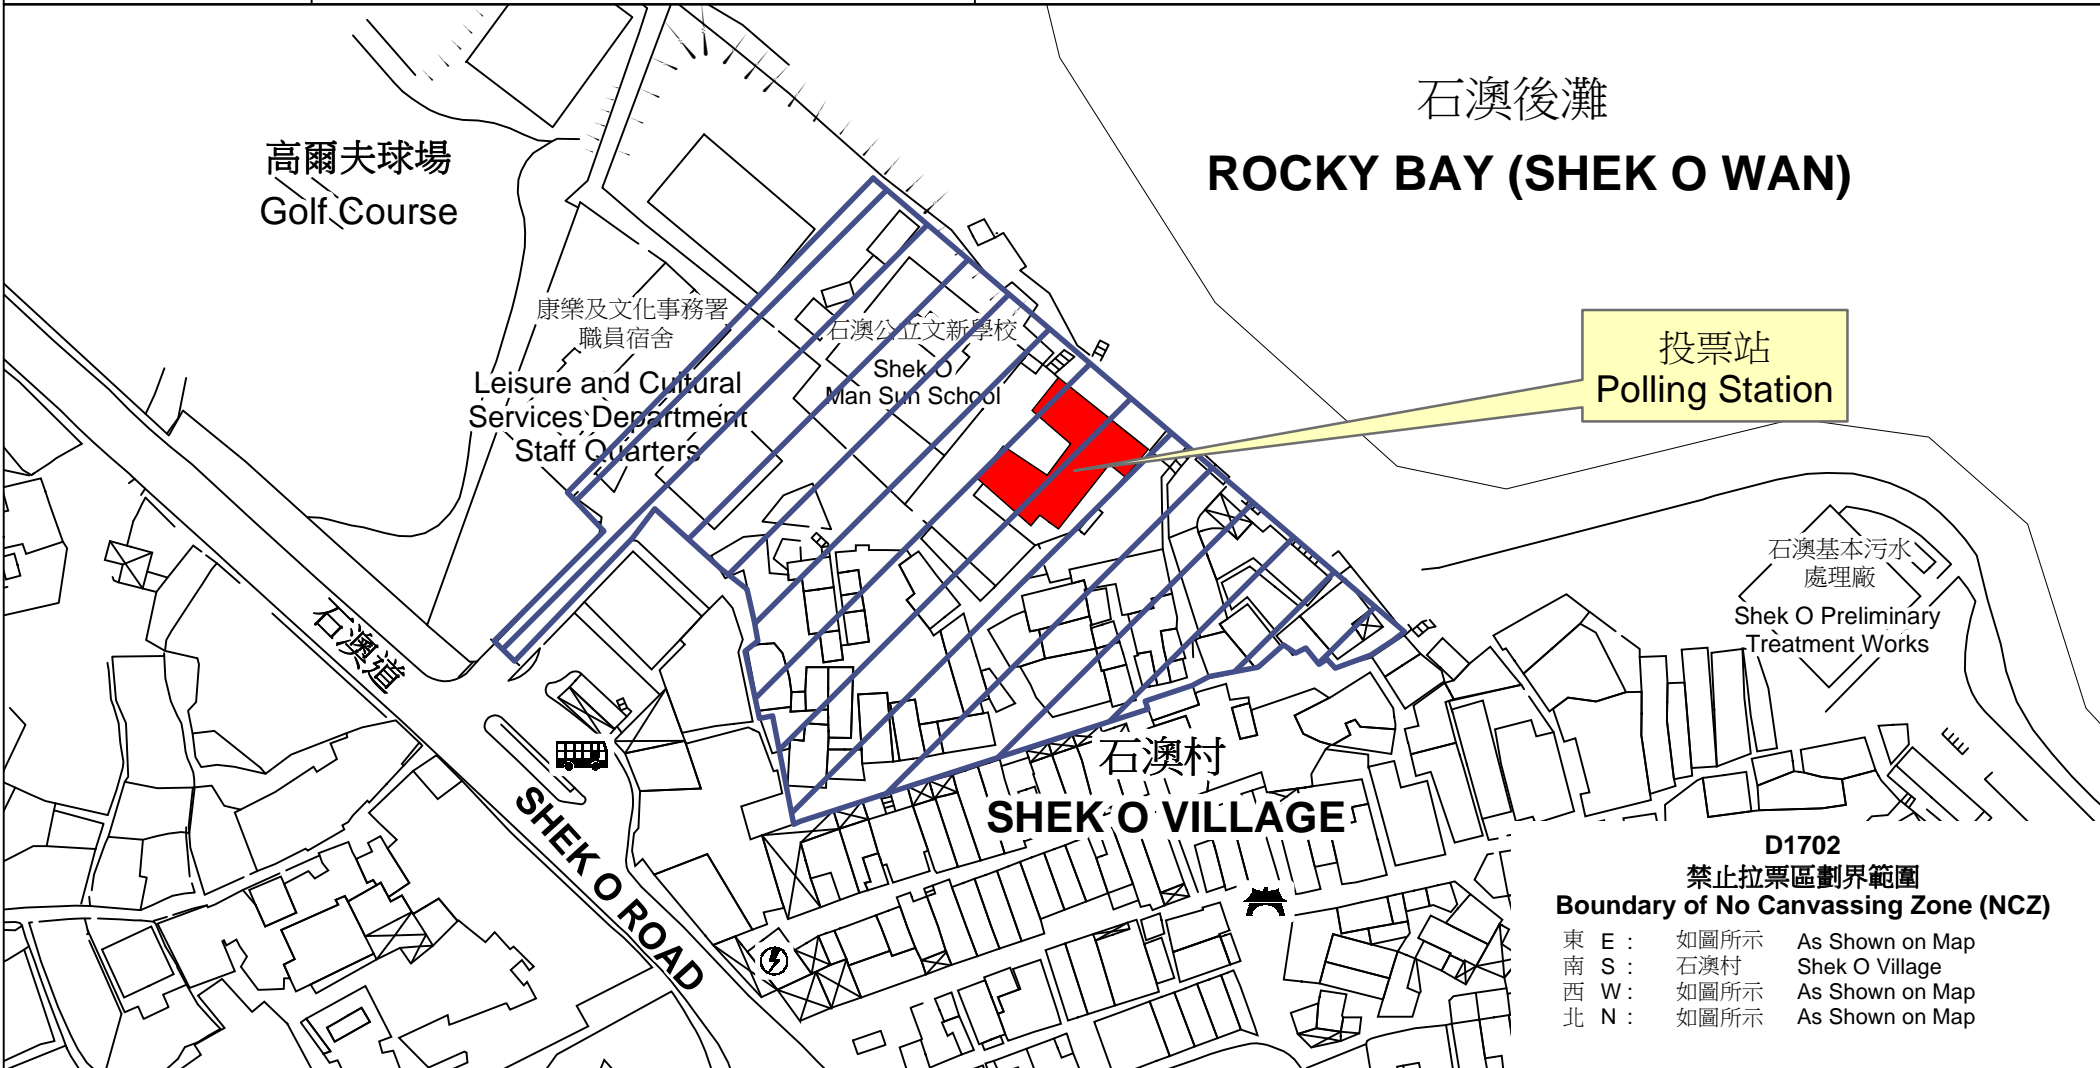 石澳後灘
ROCKY BAY (SHEK O WAN)
高爾夫球場
Golf Course
康樂及文化事務署
職員宿舍
Leisure and Cultural
Services Department
Staff Quarters
石澳公立文新學校
Shek O
Man Sun School
投票站
Polling Station
石澳基本污水
處理廠
Shek O Preliminary
Treatment Works
石澳道
SHEK O ROAD
石澳村
SHEK O VILLAGE
D1702
禁止拉票區劃界範圍
Boundary of No Canvassing Zone (NCZ)
東 E : 如圖所示 As Shown on Map
南 S : 石澳村 Shek O Village
西 W : 如圖所示 As Shown on Map
北 N : 如圖所示 As Shown on Map